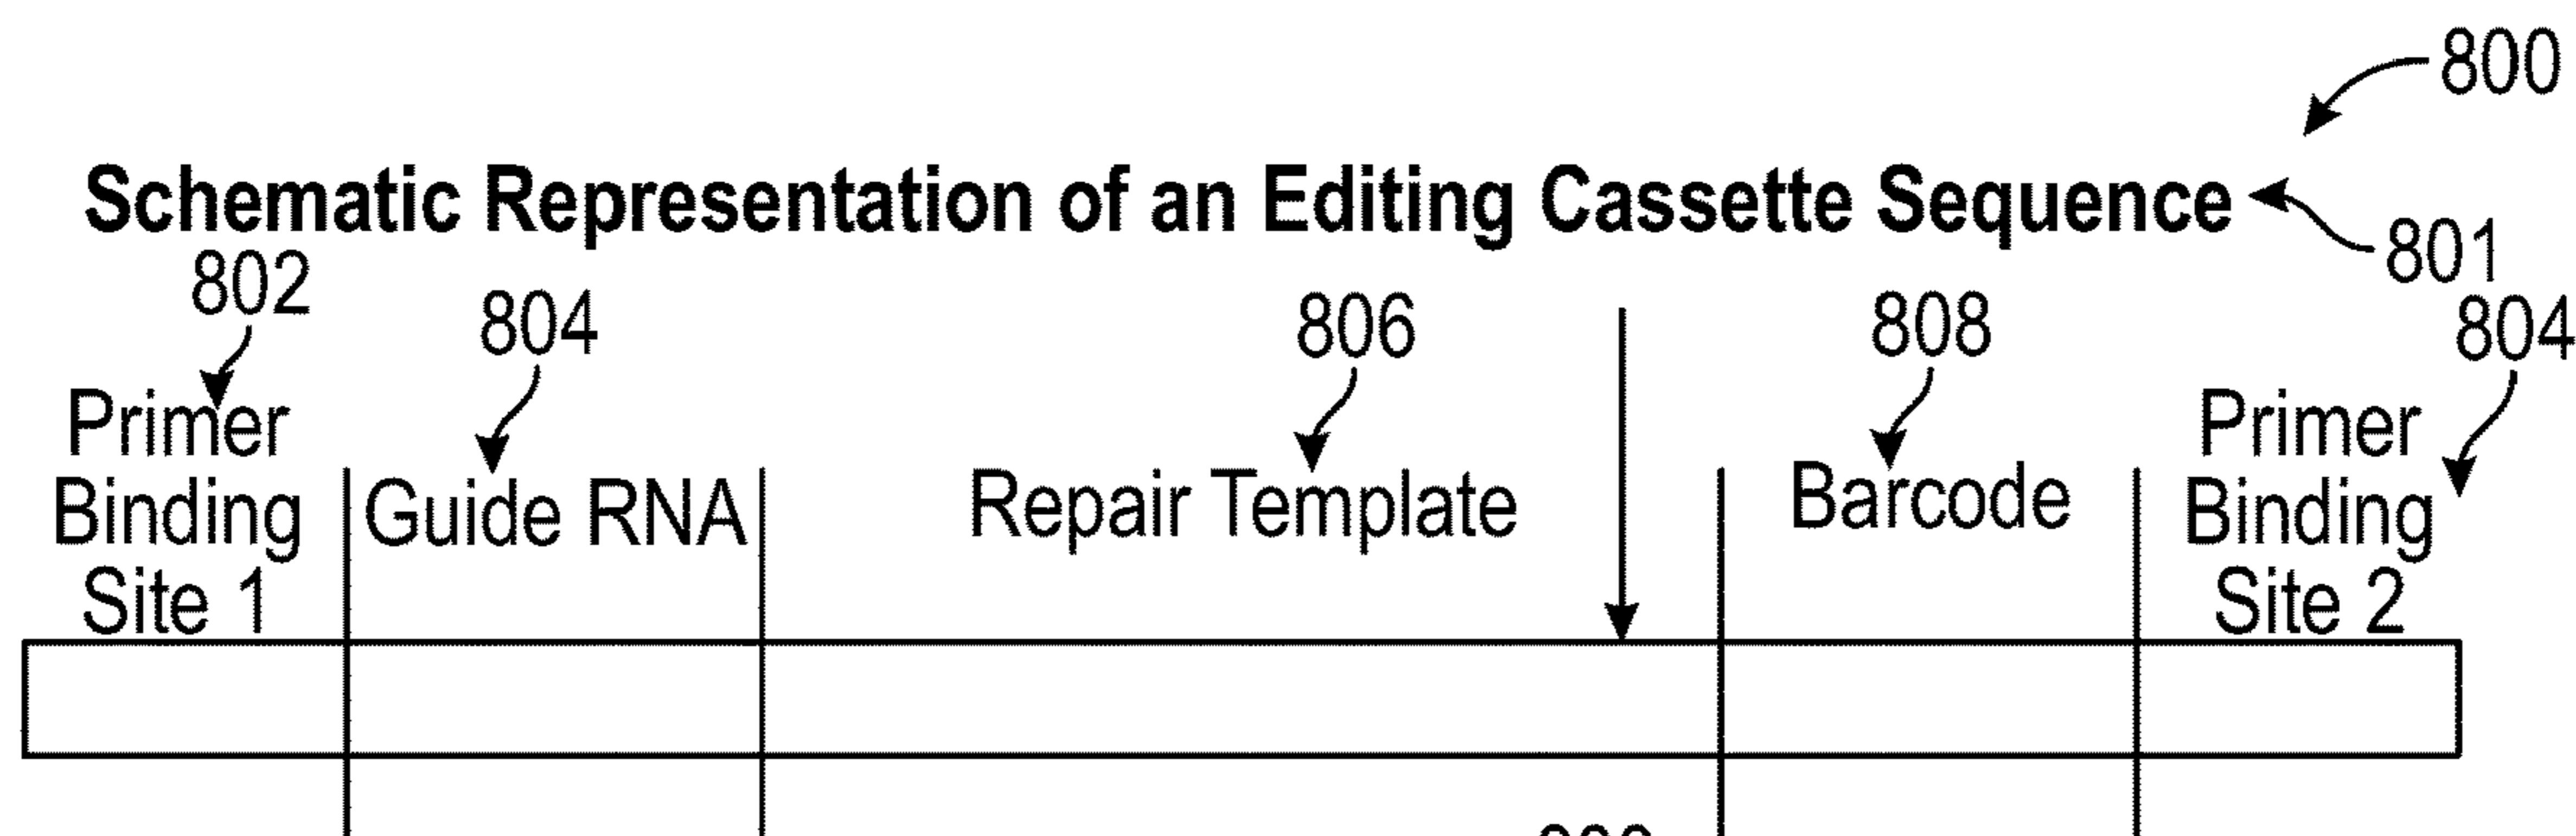 800
Schematic Representation of an Editing Cassette Sequence
801
802
804
806
808
804
Primer
Binding
Site 1
Guide RNA
Repair Template
Barcode
Primer
Binding
Site 2